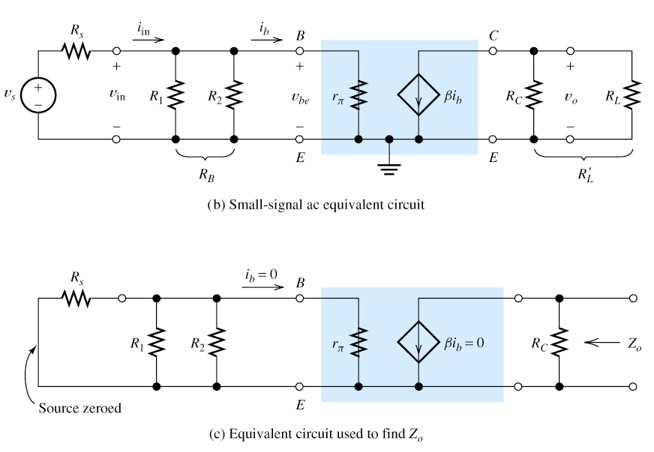 R_s i_in i_b B C
+ + +
v_s + − v_in R_1 R_2 v_be r_π βi_b R_C v_o R_L
− − −
E E
R_B R'_L
(b) Small-signal ac equivalent circuit
R_s i_b = 0 B
R_1 R_2 r_π βi_b = 0 R_C Z_o
Source zeroed E
(c) Equivalent circuit used to find Z_o